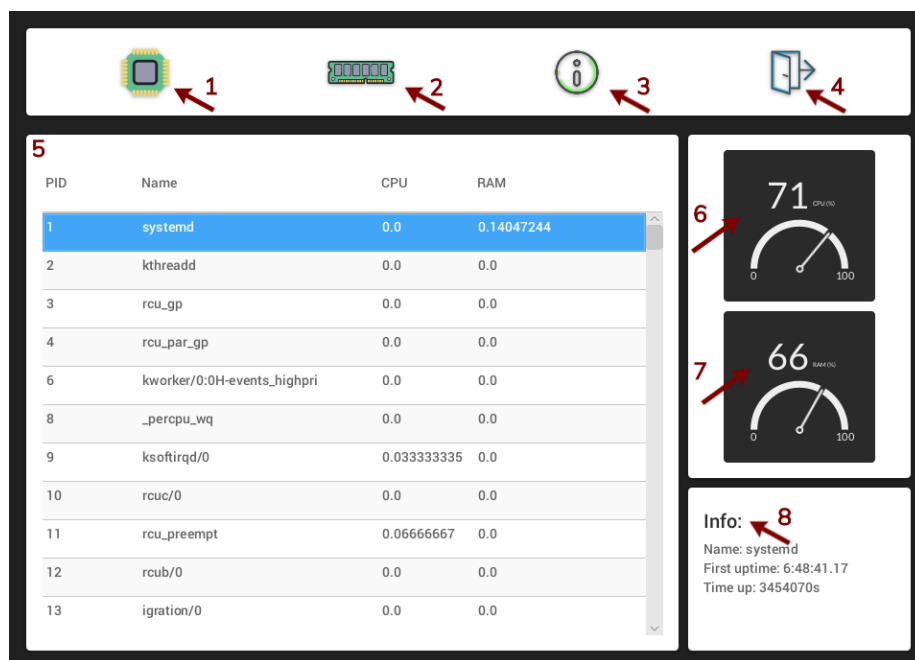 1
2
3
4
5
PID Name CPU RAM
1 systemd 0.0 0.14047244
2 kthreadd 0.0 0.0
3 rcu_gp 0.0 0.0
4 rcu_par_gp 0.0 0.0
6 kworker/0:0H-events_highpri 0.0 0.0
8 _percpu_wq 0.0 0.0
9 ksoftirqd/0 0.033333335 0.0
10 rcuc/0 0.0 0.0
11 rcu_preempt 0.06666667 0.0
12 rcub/0 0.0 0.0
13 igration/0 0.0 0.0
6
71 CPU (%)
0 100
7
66 RAM (%)
0 100
Info: 8
Name: systemd
First uptime: 6:48:41.17
Time up: 3454070s